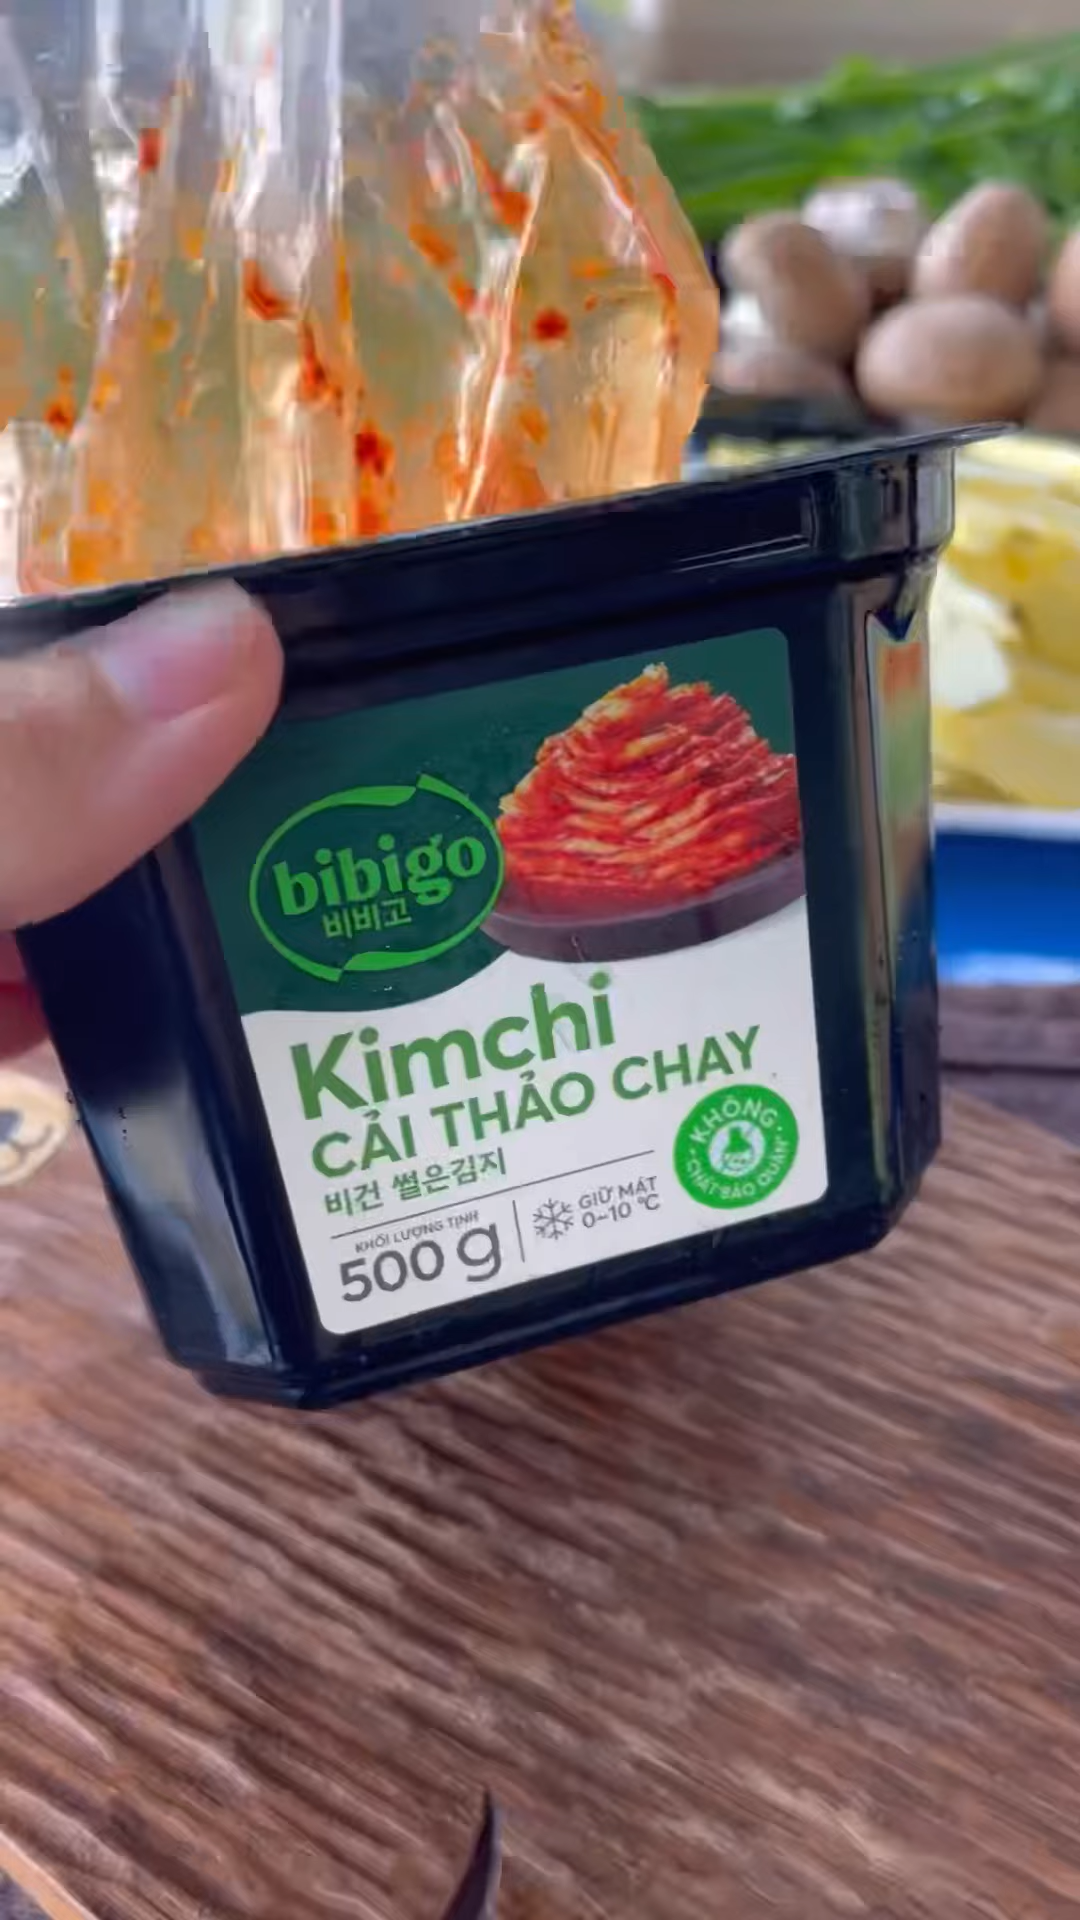 bibigo
비비고
Kimchi
CẢI THẢO CHAY
비건 썰은김치
KHỐI LƯỢNG TỊNH
500 g
GIỮ MÁT
0~10 ℃
KHÔNG
CHẤT BẢO QUẢN